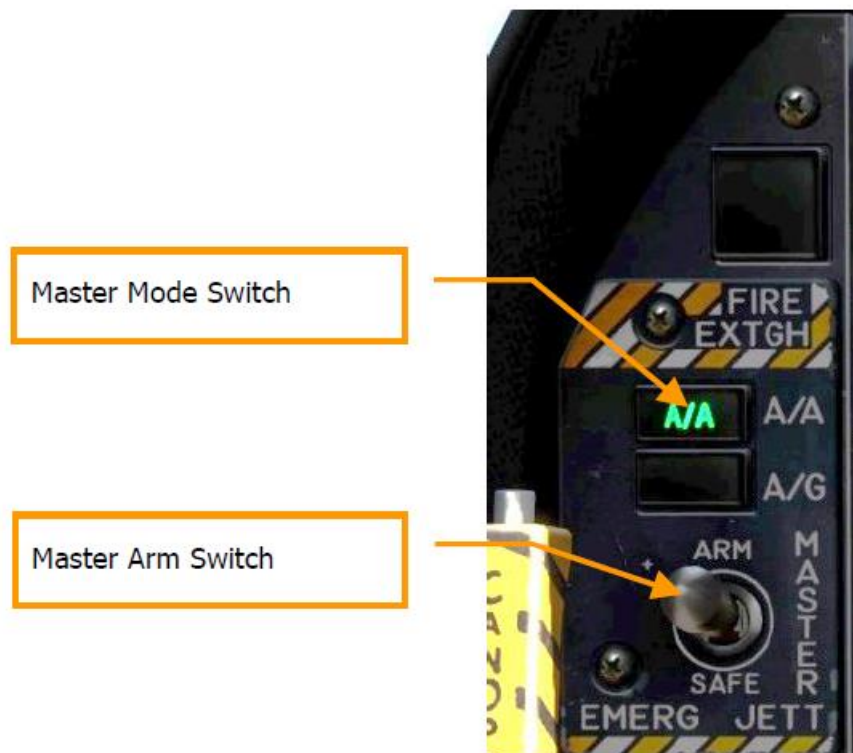 Master Mode Switch
FIRE
EXTGH
A/A A/A
A/G
Master Arm Switch
ARM
MASTER
SAFE
EMERG JETT